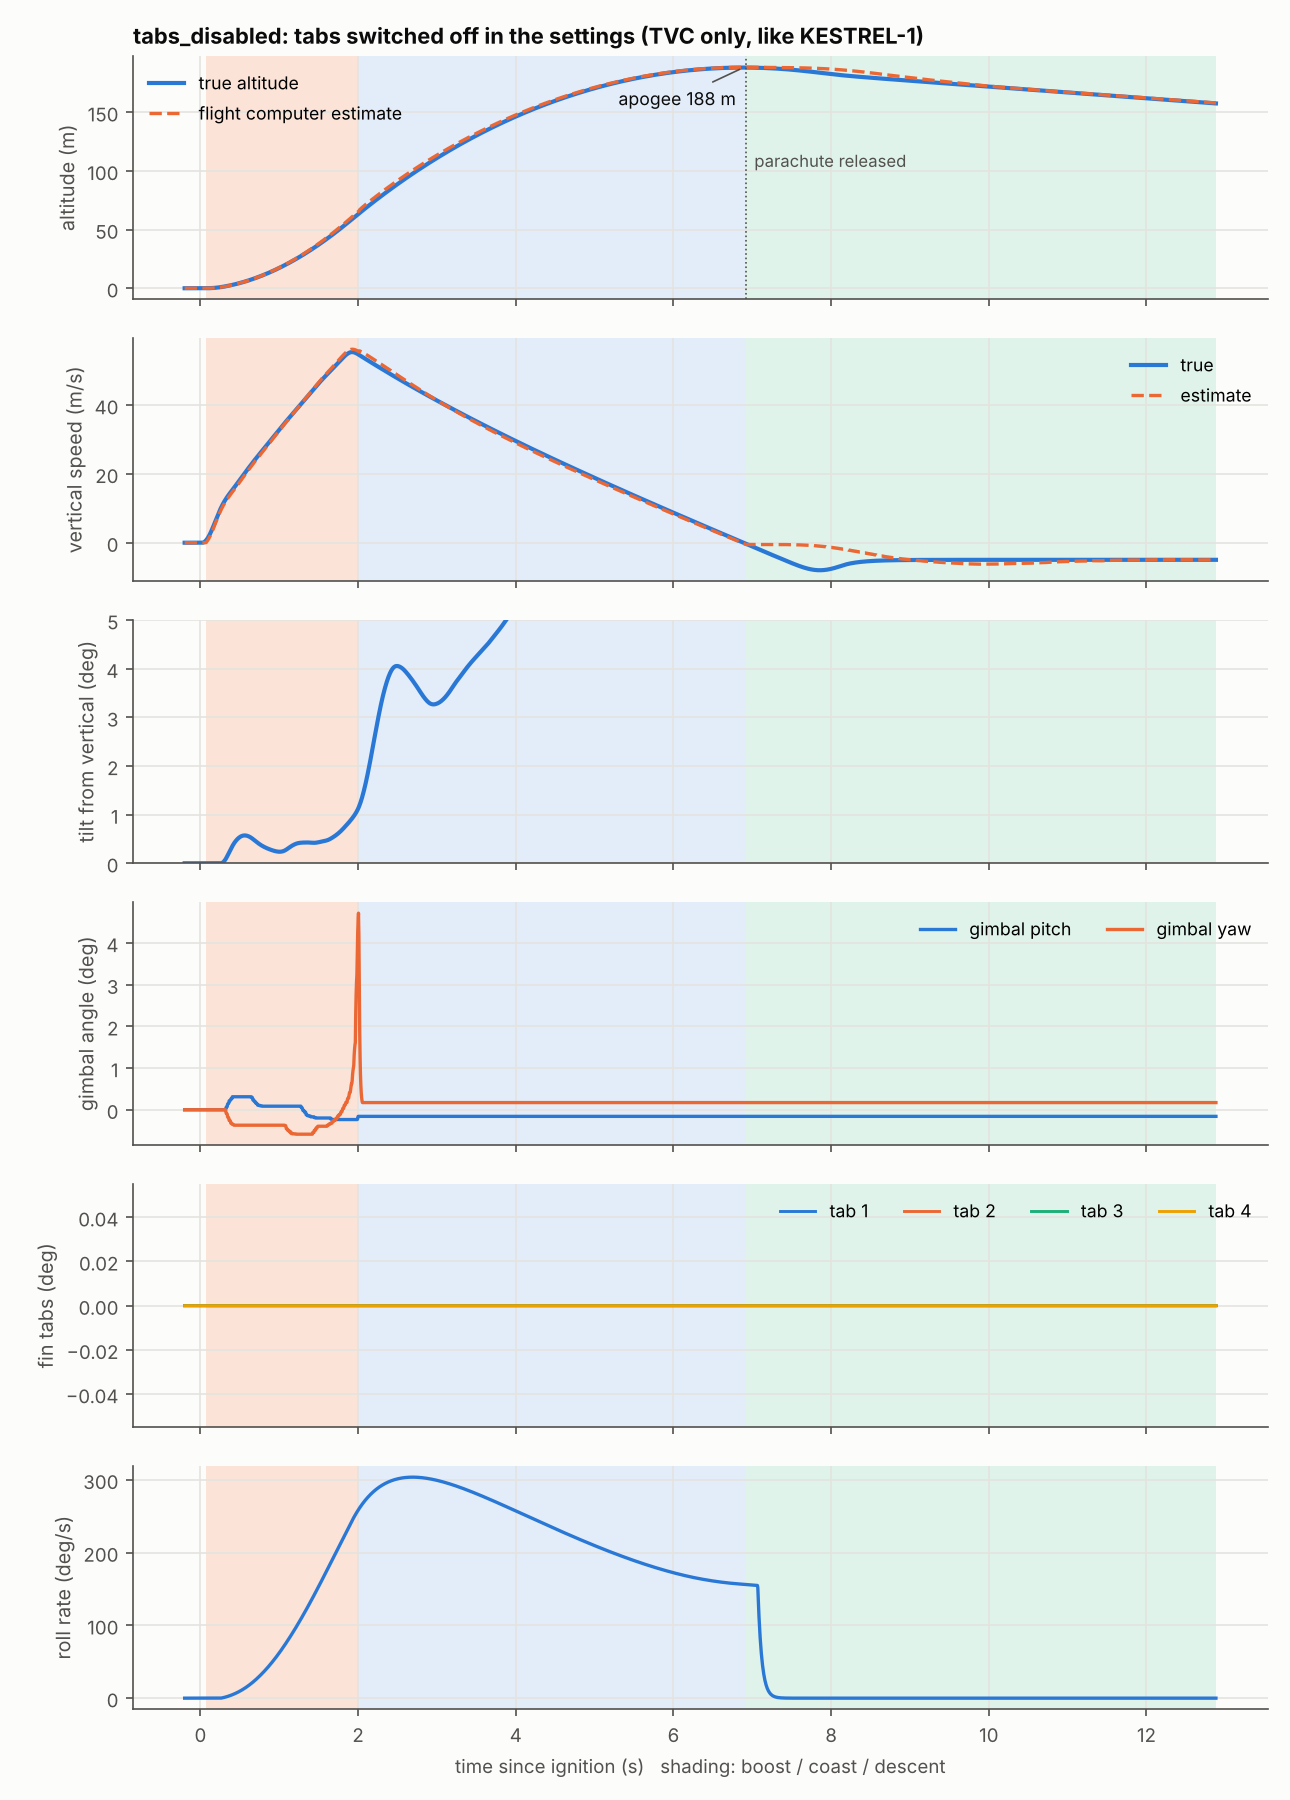 tabs_disabled: tabs switched off in the settings (TVC only, like KESTREL-1)
true altitude
flight computer estimate
apogee 188 m
parachute released
altitude (m)
150
100
50
0
true
estimate
vertical speed (m/s)
40
20
0
tilt from vertical (deg)
5
4
3
2
1
0
gimbal pitch gimbal yaw
gimbal angle (deg)
4
3
2
1
0
tab 1 tab 2 tab 3 tab 4
fin tabs (deg)
0.04
0.02
0.00
−0.02
−0.04
roll rate (deg/s)
300
200
100
0
0 2 4 6 8 10 12
time since ignition (s) shading: boost / coast / descent